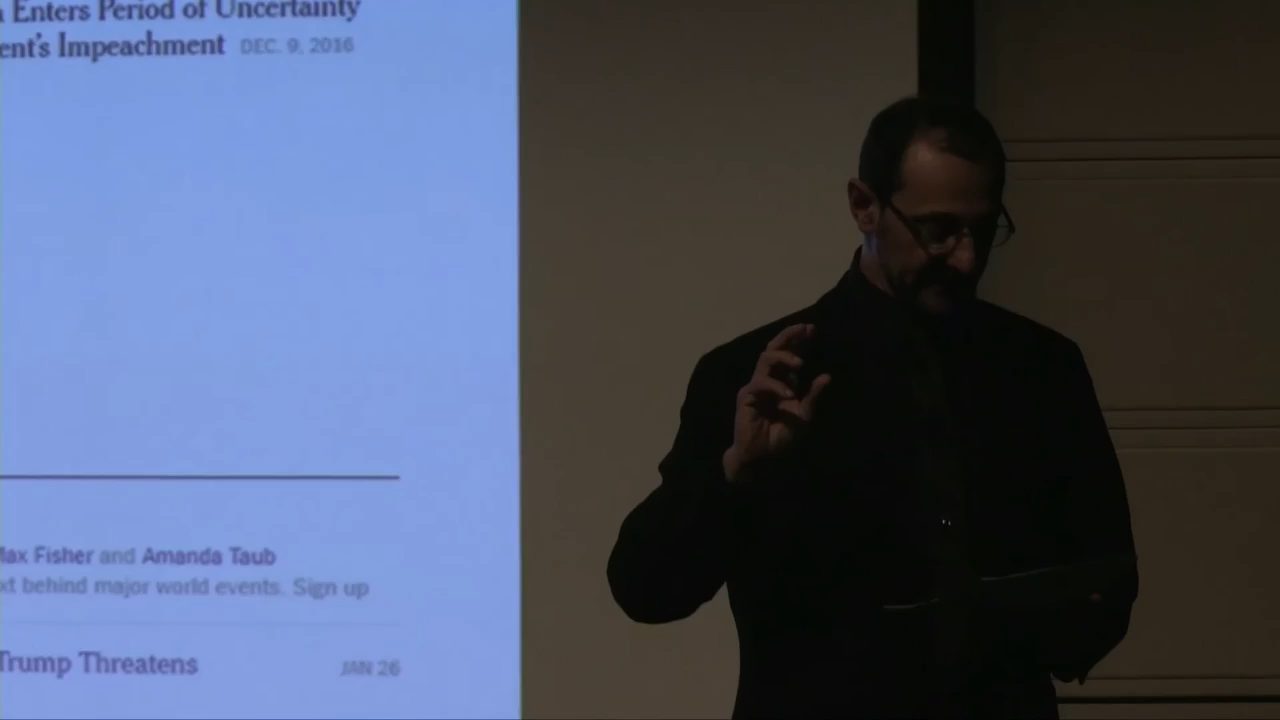 Enters Period of Uncertainty
ent's Impeachment DEC. 9, 2016
Max Fisher and Amanda Taub
xt behind major world events. Sign up
Trump Threatens JAN 26